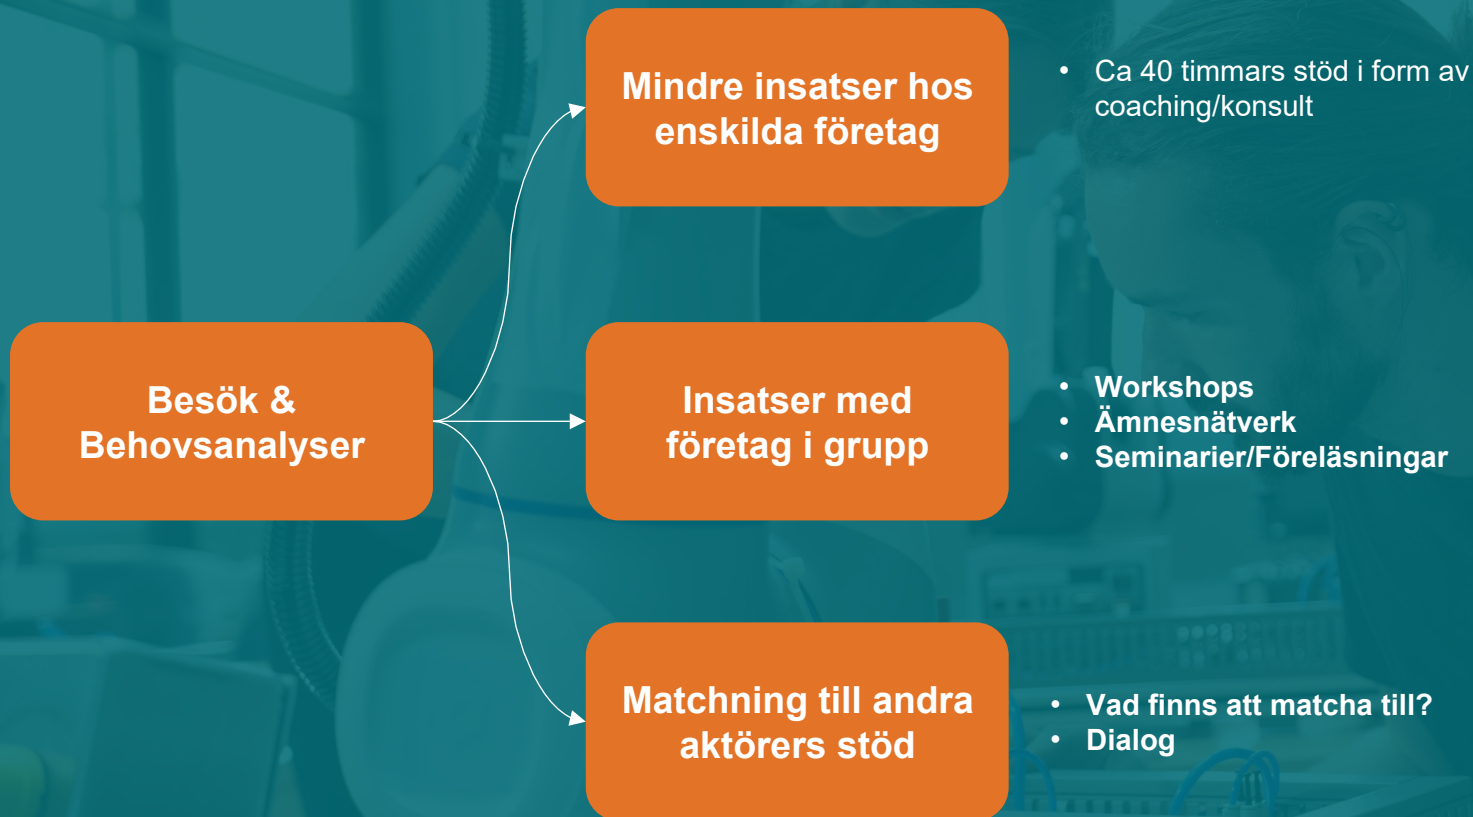 Mindre insatser hos
enskilda företag
• Ca 40 timmars stöd i form av
coaching/konsult
Besök &
Behovsanalyser
Insatser med
företag i grupp
• Workshops
• Ämnesnätverk
• Seminarier/Föreläsningar
Matchning till andra
aktörers stöd
• Vad finns att matcha till?
• Dialog